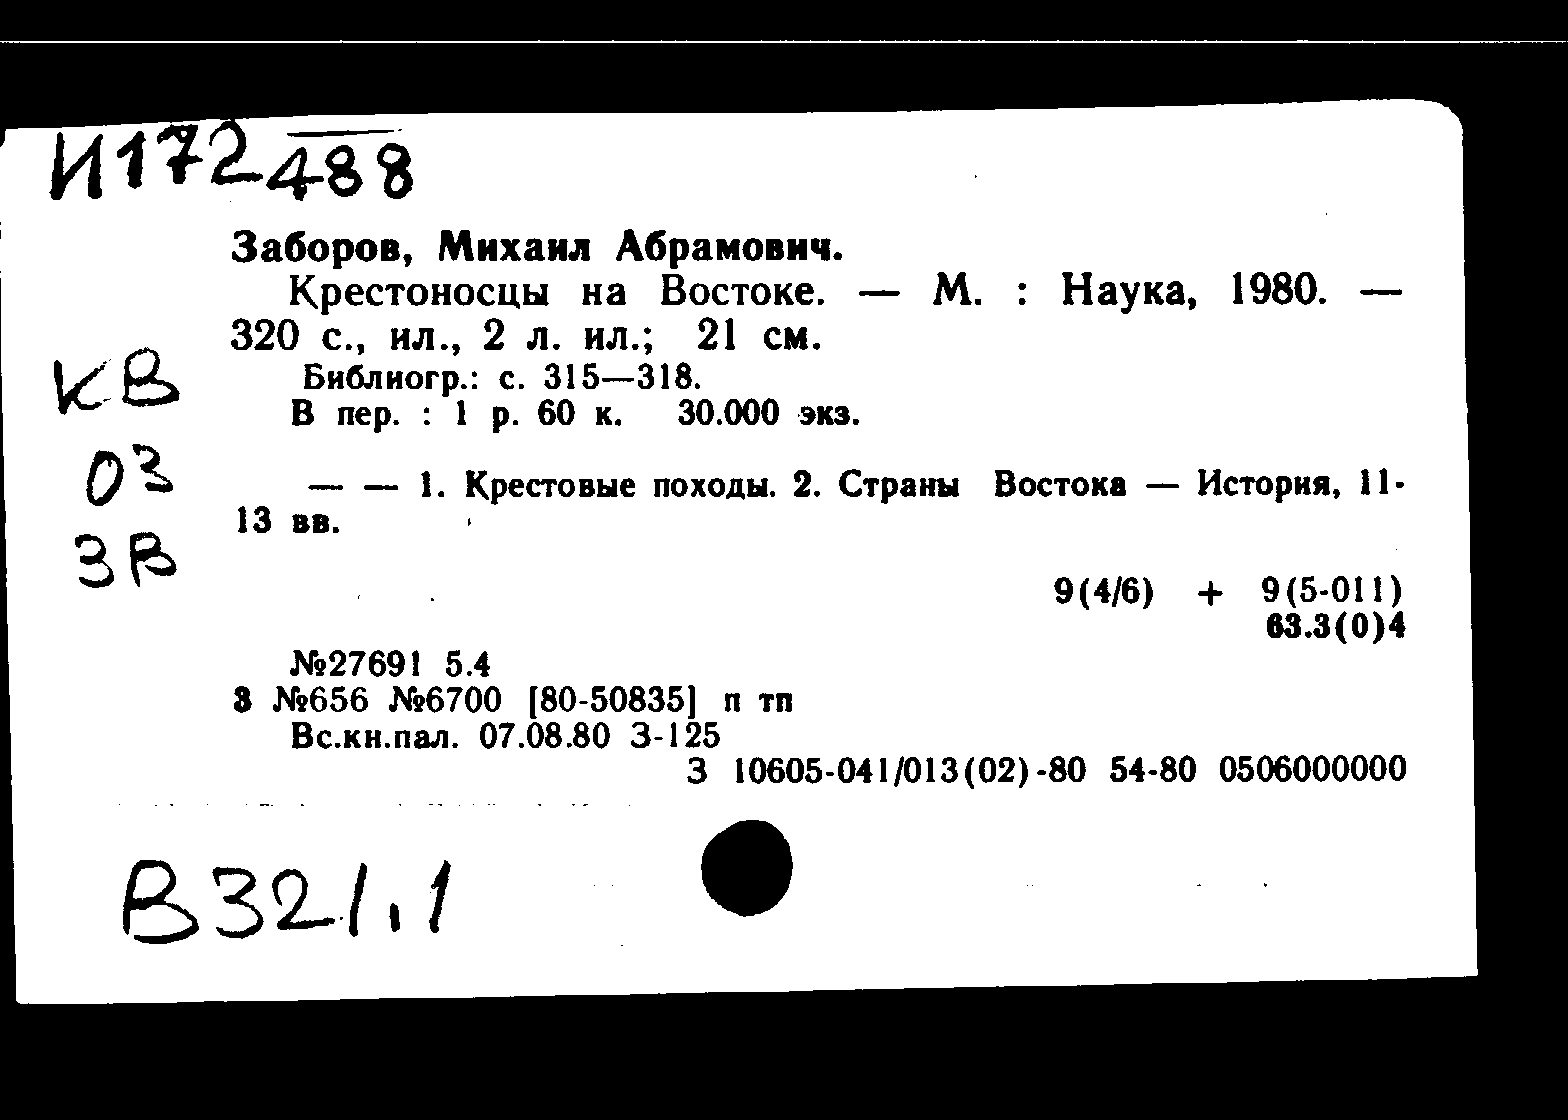 И172488
Заборов, Михаил Абрамович.
Крестоносцы на Востоке. — М. : Наука, 1980. —
320 с., ил., 2 л. ил.; 21 см.
КВ
Библиогр.: с. 315—318.
В пер. : 1 р. 60 к. 30.000 экз.
ОЗ
— — 1. Крестовые походы. 2. Страны Востока — История, 11-
13 вв.
ЗВ
9(4/6) + 9(5-011)
63.3(0)4
№27691 5.4
3 №656 №6700 [80-50835] п тп
Вс.кн.пал. 07.08.80 З-125
З 10605-041/013(02)-80 54-80 0506000000
В321.1